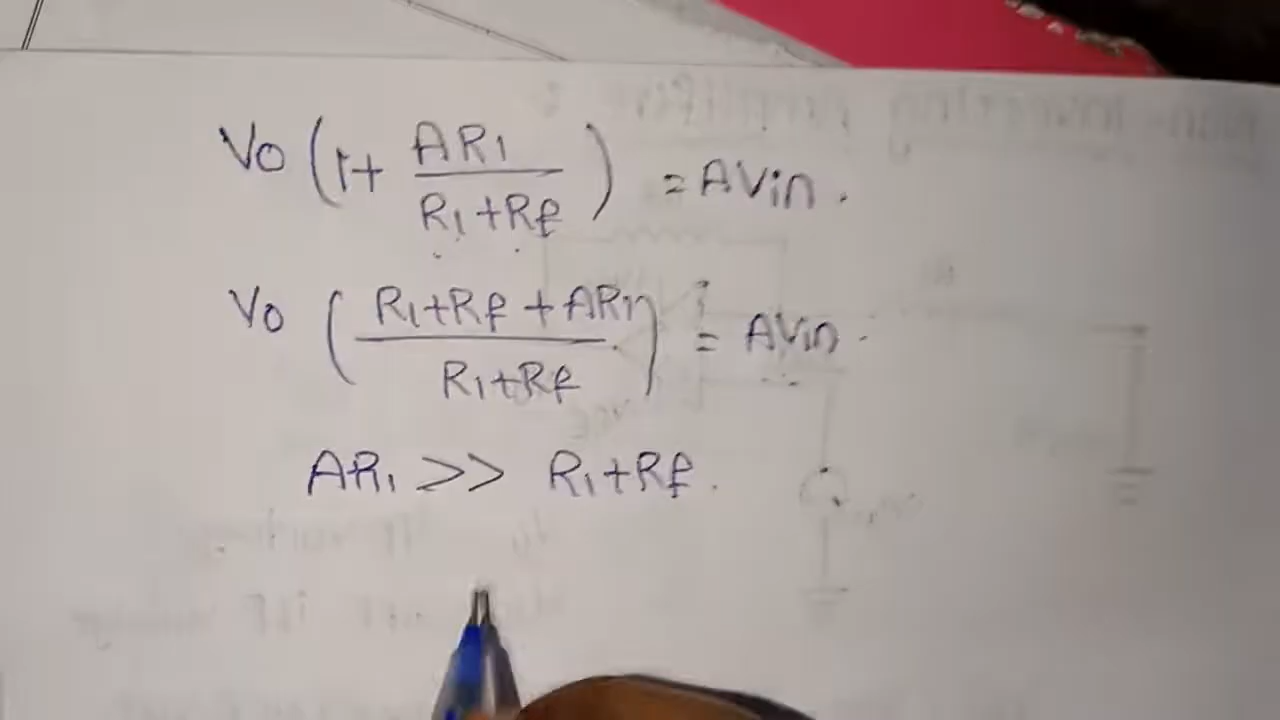 Vo (1+ AR1 / R1+Rf) = AVin.
Vo (R1+Rf+AR1 / R1+Rf) = AVin.
AR1 >> R1+Rf.